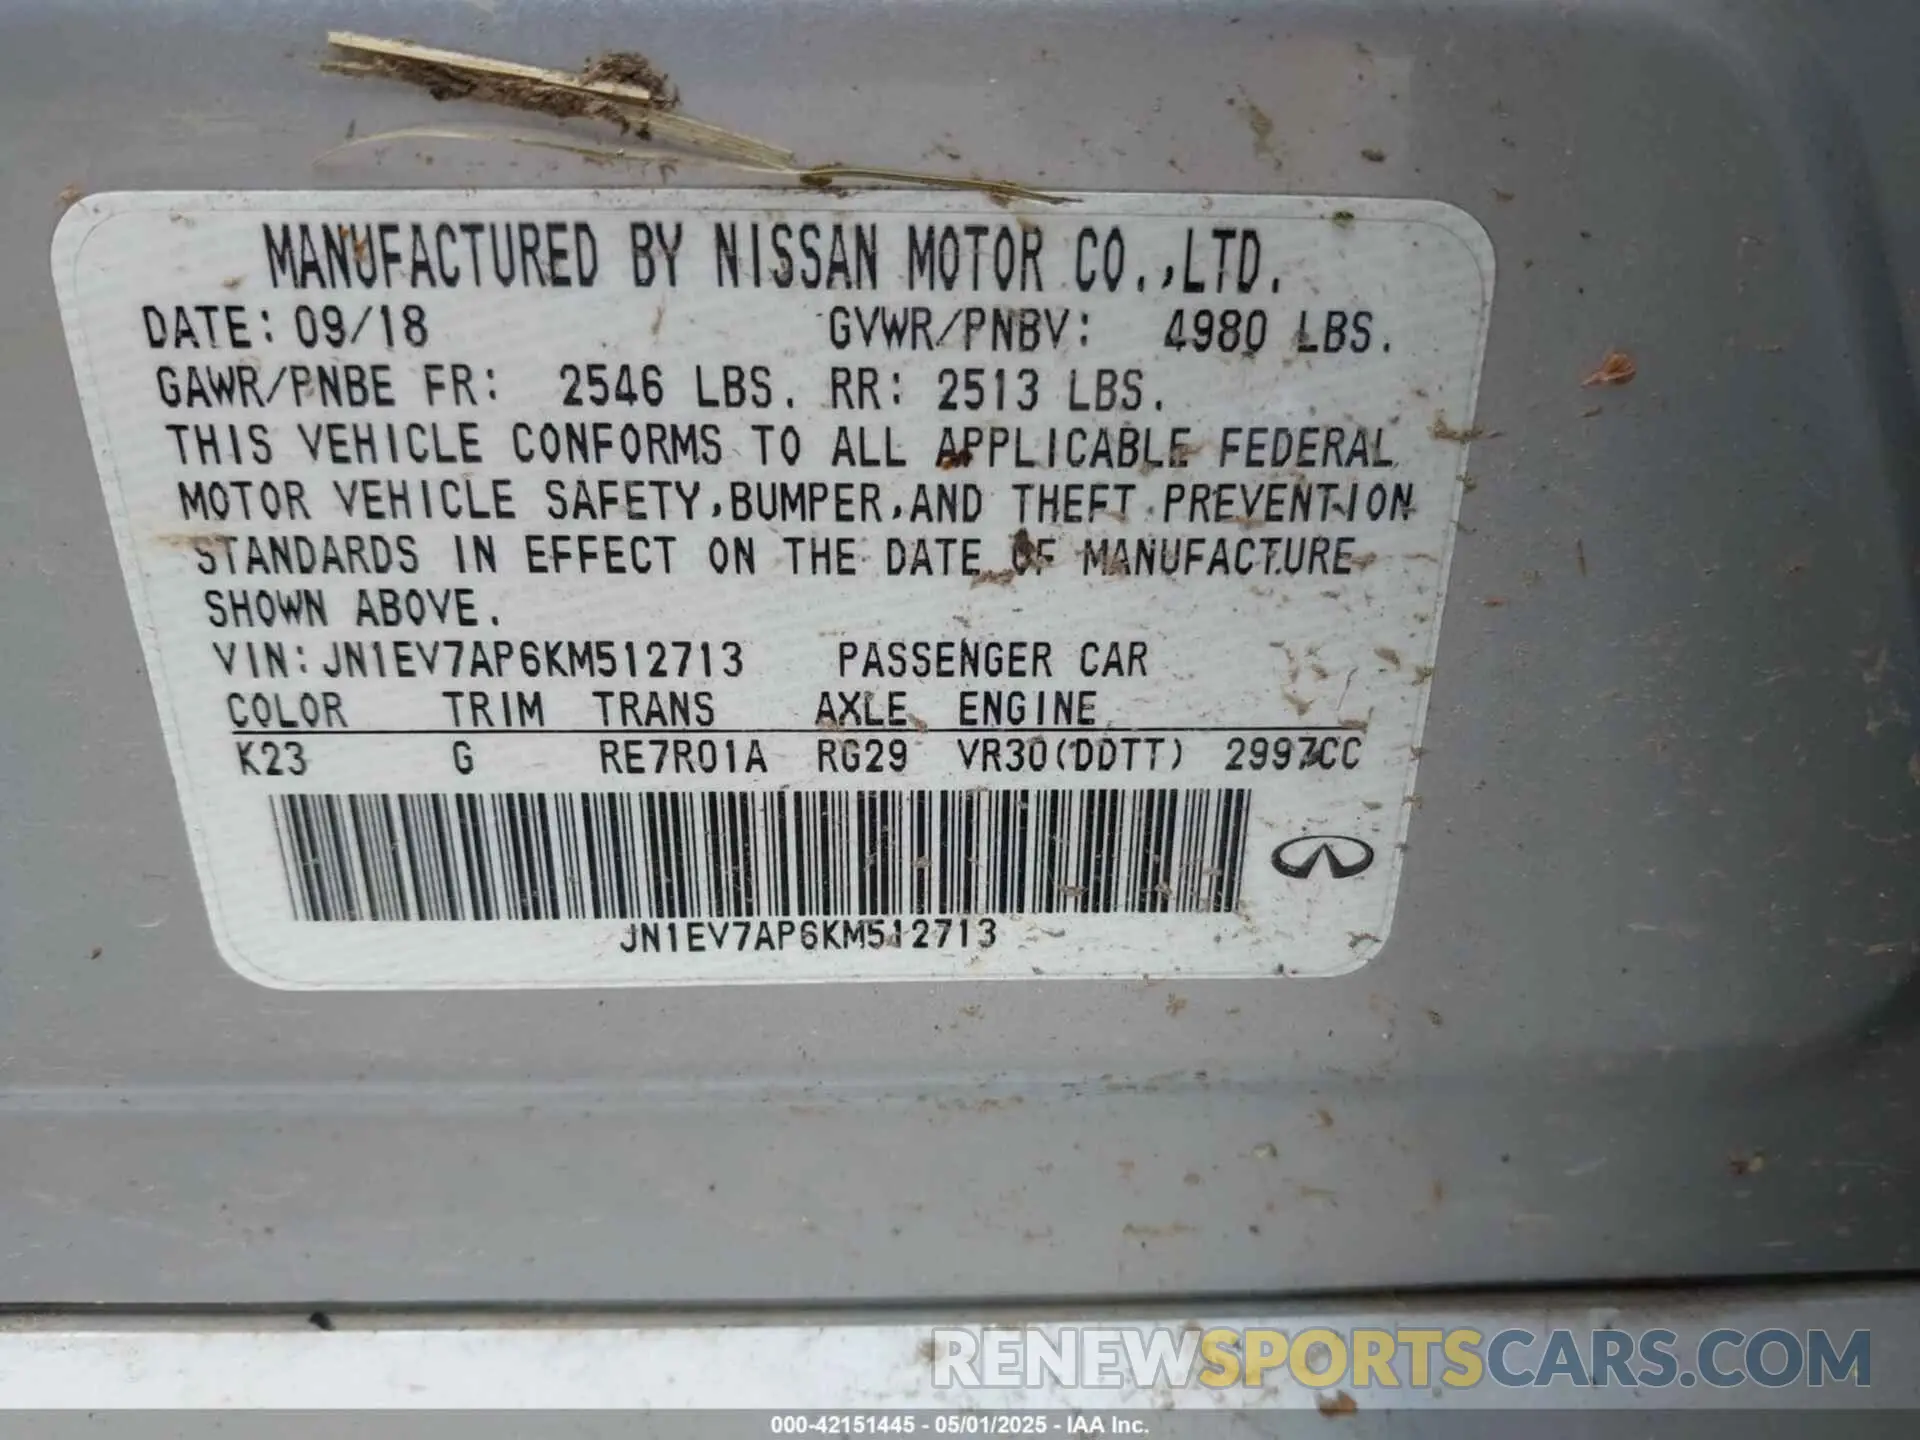 MANUFACTURED BY NISSAN MOTOR CO.,LTD.
DATE: 09/18 GVWR/PNBV: 4980 LBS.
GAWR/PNBE FR: 2546 LBS. RR: 2513 LBS.
THIS VEHICLE CONFORMS TO ALL APPLICABLE FEDERAL
MOTOR VEHICLE SAFETY,BUMPER,AND THEFT PREVENTION
STANDARDS IN EFFECT ON THE DATE OF MANUFACTURE
SHOWN ABOVE.
VIN: JN1EV7AP6KM512713 PASSENGER CAR
COLOR TRIM TRANS AXLE ENGINE
K23 G RE7R01A RG29 VR30(DDTT) 2997CC
JN1EV7AP6KM512713
RENEWSPORTSCARS.COM
000-42151445 - 05/01/2025 - IAA Inc.